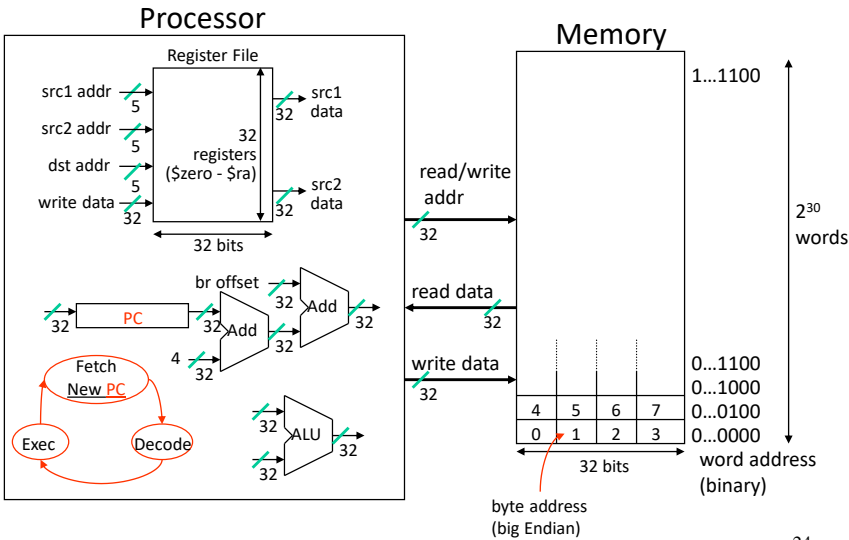 Processor
Memory
Register File
src1 addr
5
src2 addr
5
dst addr
5
write data
32
32
registers
($zero - $ra)
32 bits
src1
data
32
src2
data
32
br offset
32
PC
32
32
Add
4
32
32
Add
32
Fetch
New PC
Exec
Decode
32
ALU
32
32
read/write
addr
32
read data
32
write data
32
1...1100
2³⁰
words
0...1100
0...1000
4 5 6 7 0...0100
0 1 2 3 0...0000
32 bits
word address
(binary)
byte address
(big Endian)